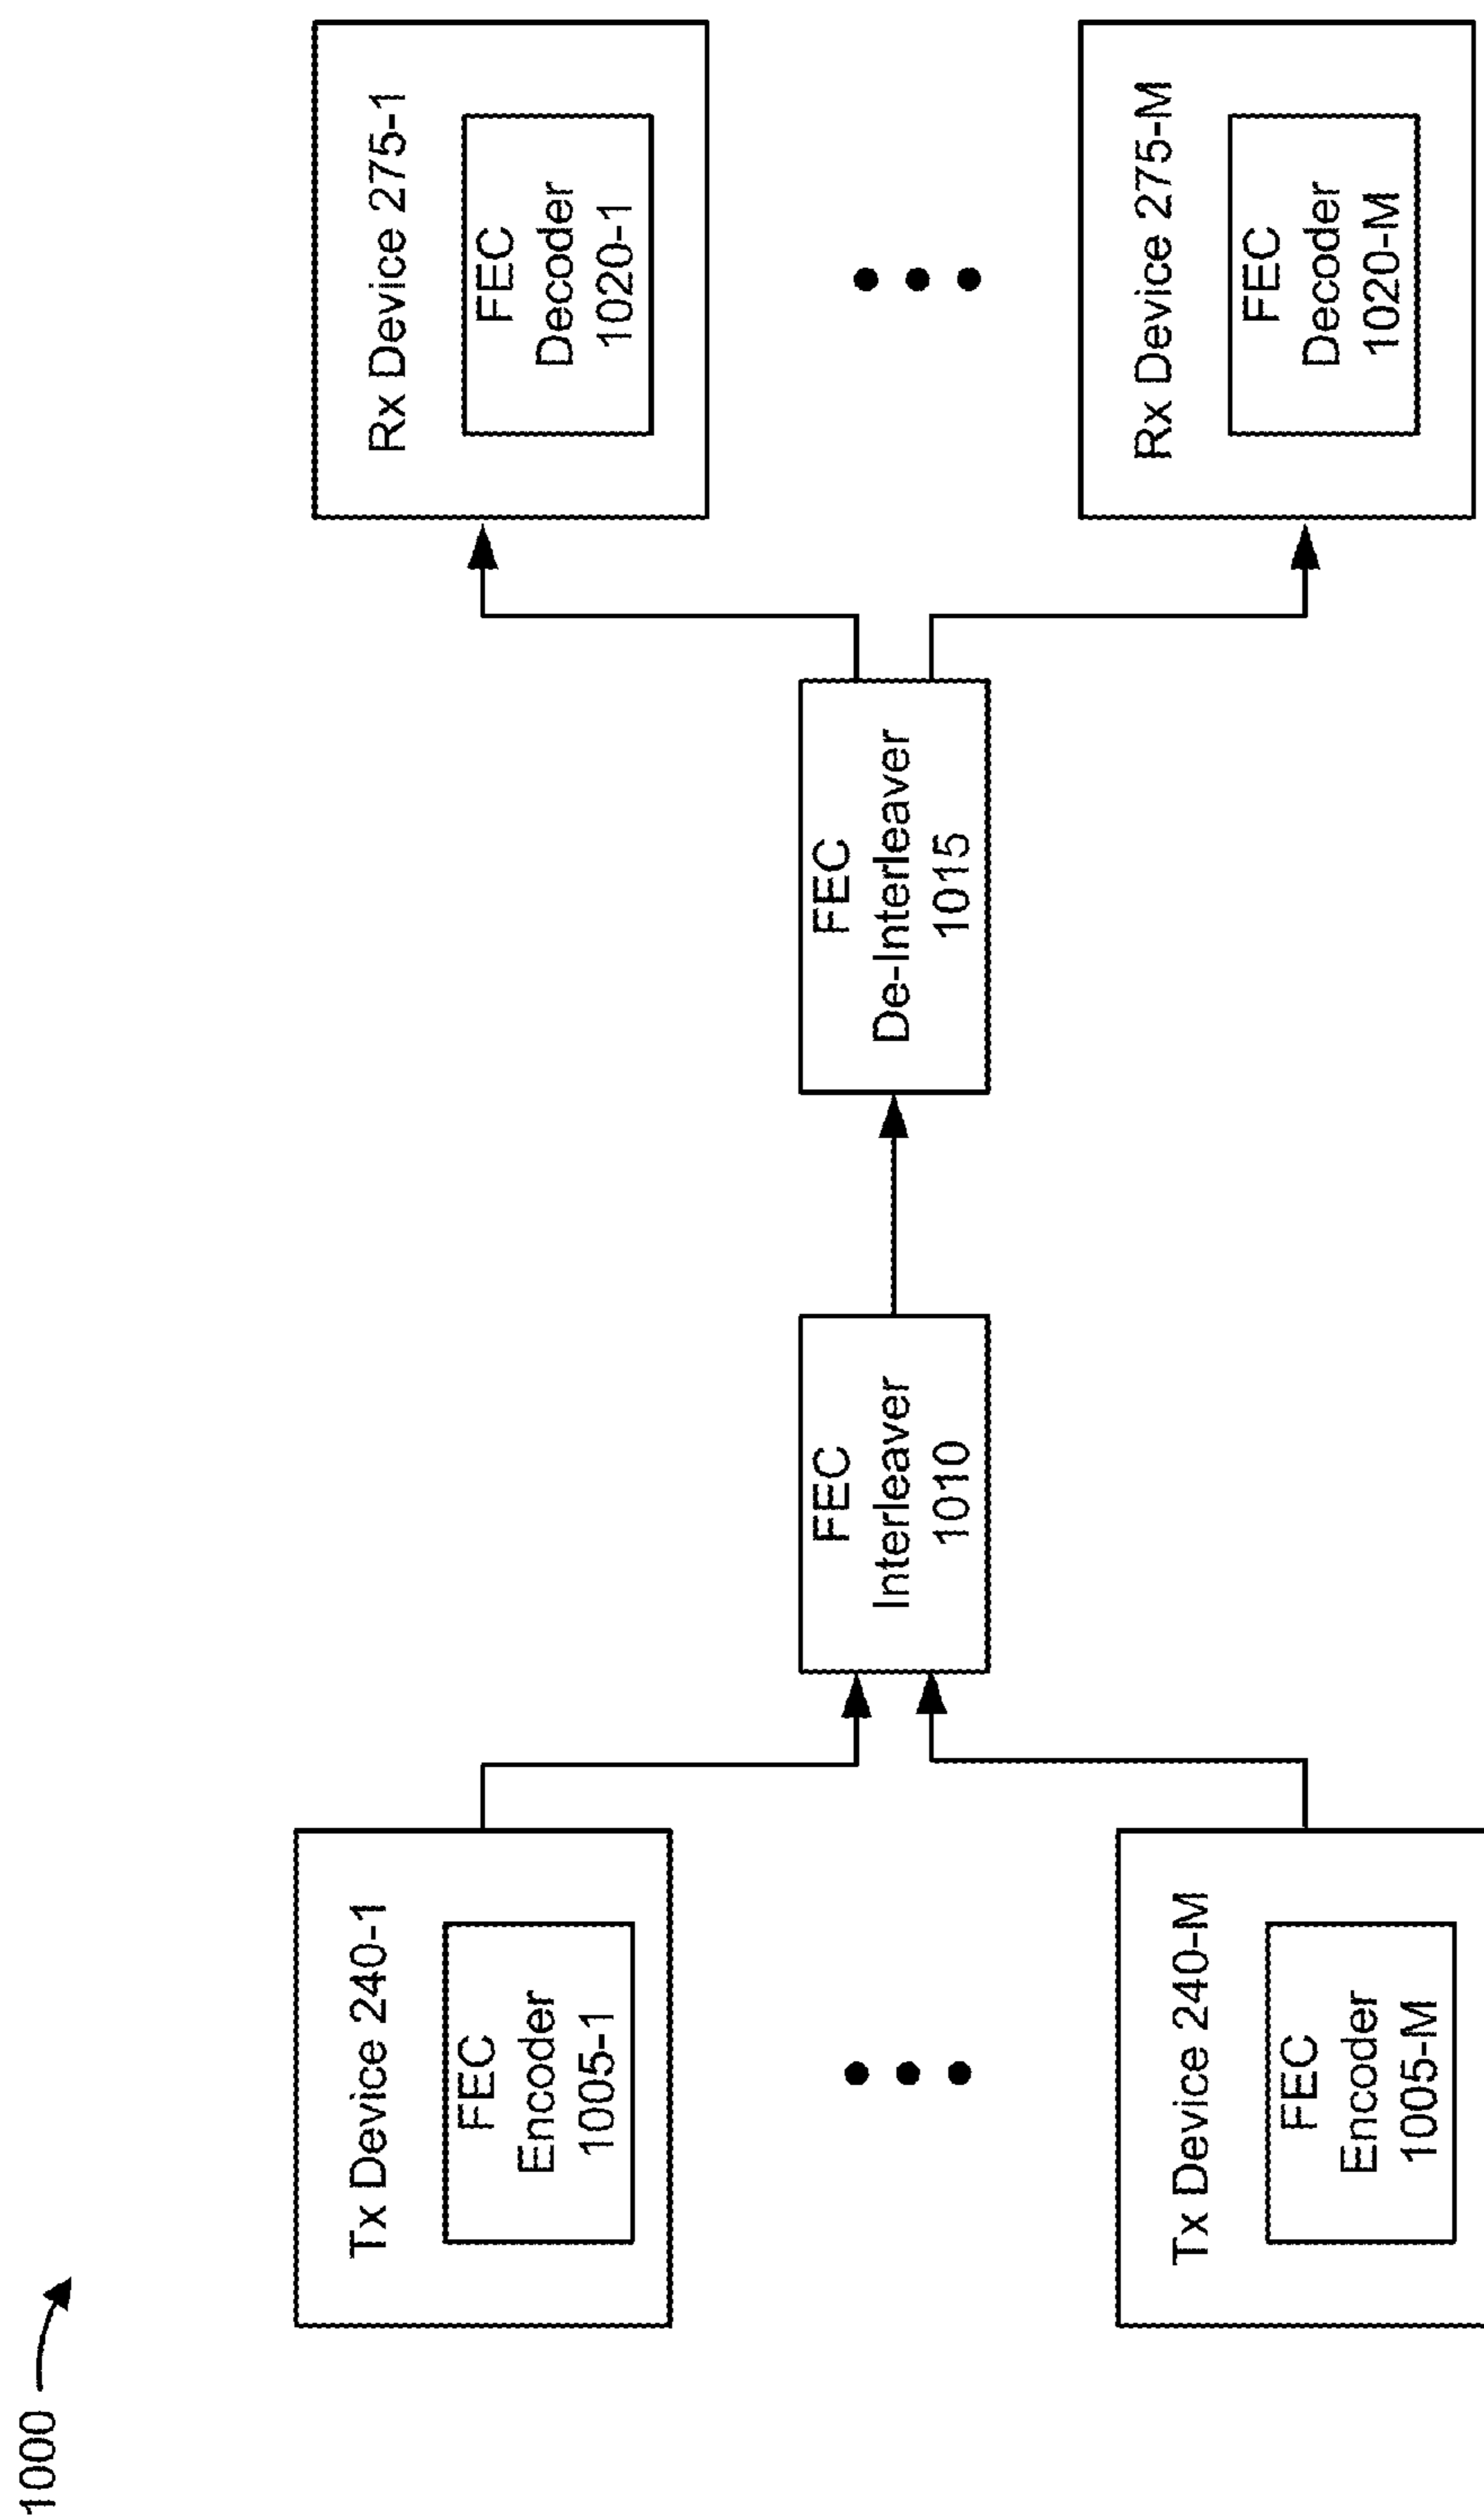 1000
Tx Device 240-1
FEC
Encoder
1005-1
Tx Device 240-M
FEC
Encoder
1005-M
FEC
Interleaver
1010
FEC
De-Interleaver
1015
Rx Device 275-1
FEC
Decoder
1020-1
Rx Device 275-M
FEC
Decoder
1020-M